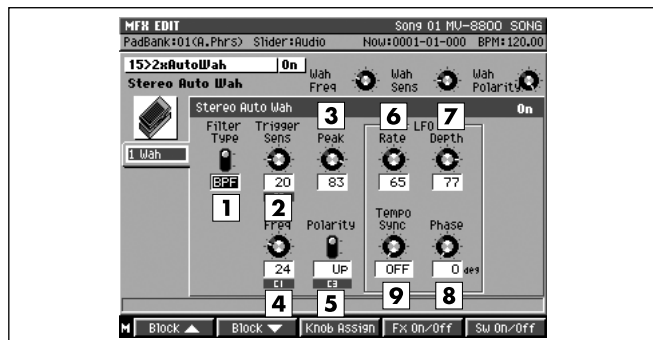 MFX EDIT Song 01 MV-8800 SONG
PadBank:01(A.Phrs) Slider:Audio Now:0001-01-000 BPM:120.00
15>2xAutoWah On
Stereo Auto Wah
Wah Freq
Wah Sens
Wah Polarity
Stereo Auto Wah On
1 Wah
3 6 7
LFO
Filter Type
Trigger Sens
Peak
Rate
Depth
BPF 20 83 65 77
1 2
Freq
Polarity
Tempo Sync
Phase
24 UP OFF 0 deg
C1 C3
4 5 9 8
M Block ▲ Block ▼ Knob Assign Fx On/Off Sw On/Off